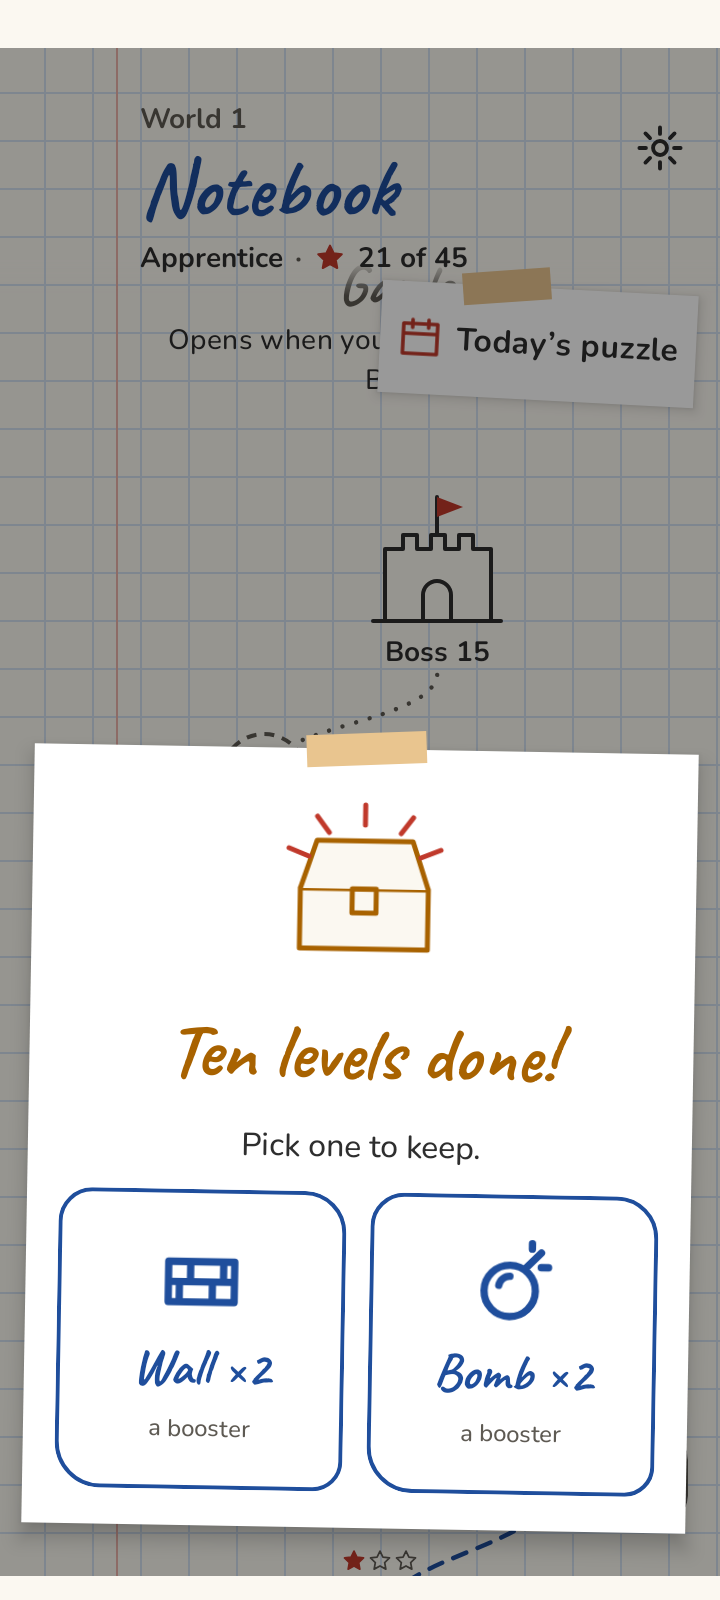 World 1
Notebook
Apprentice · 21 of 45
Opens when you
Today's puzzle
Boss 15
Ten levels done!
Pick one to keep.
Wall ×2
Bomb ×2
a booster
a booster